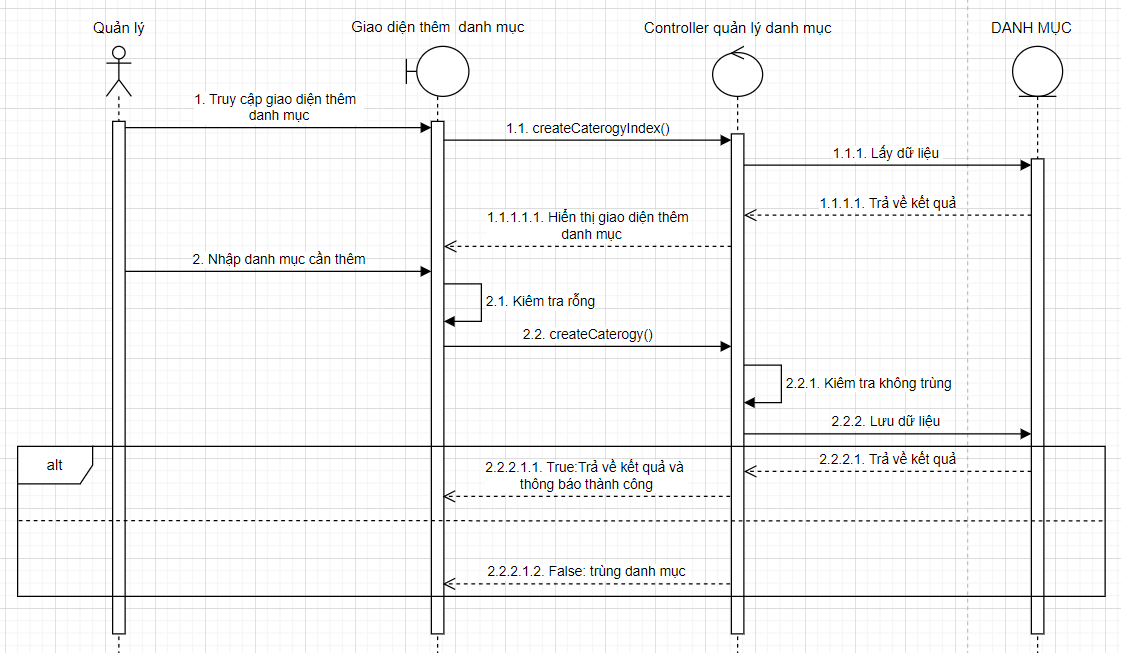 Quản lý
Giao diện thêm danh mục
Controller quản lý danh mục
DANH MỤC
1. Truy cập giao diện thêm
danh mục
1.1. createCaterogyIndex()
1.1.1. Lấy dữ liệu
1.1.1.1. Trả về kết quả
1.1.1.1.1. Hiển thị giao diện thêm
danh mục
2. Nhập danh mục cần thêm
2.1. Kiêm tra rỗng
2.2. createCaterogy()
2.2.1. Kiêm tra không trùng
2.2.2. Lưu dữ liệu
alt
2.2.2.1. Trả về kết quả
2.2.2.1.1. True:Trả về kết quả và
thông báo thành công
2.2.2.1.2. False: trùng danh mục